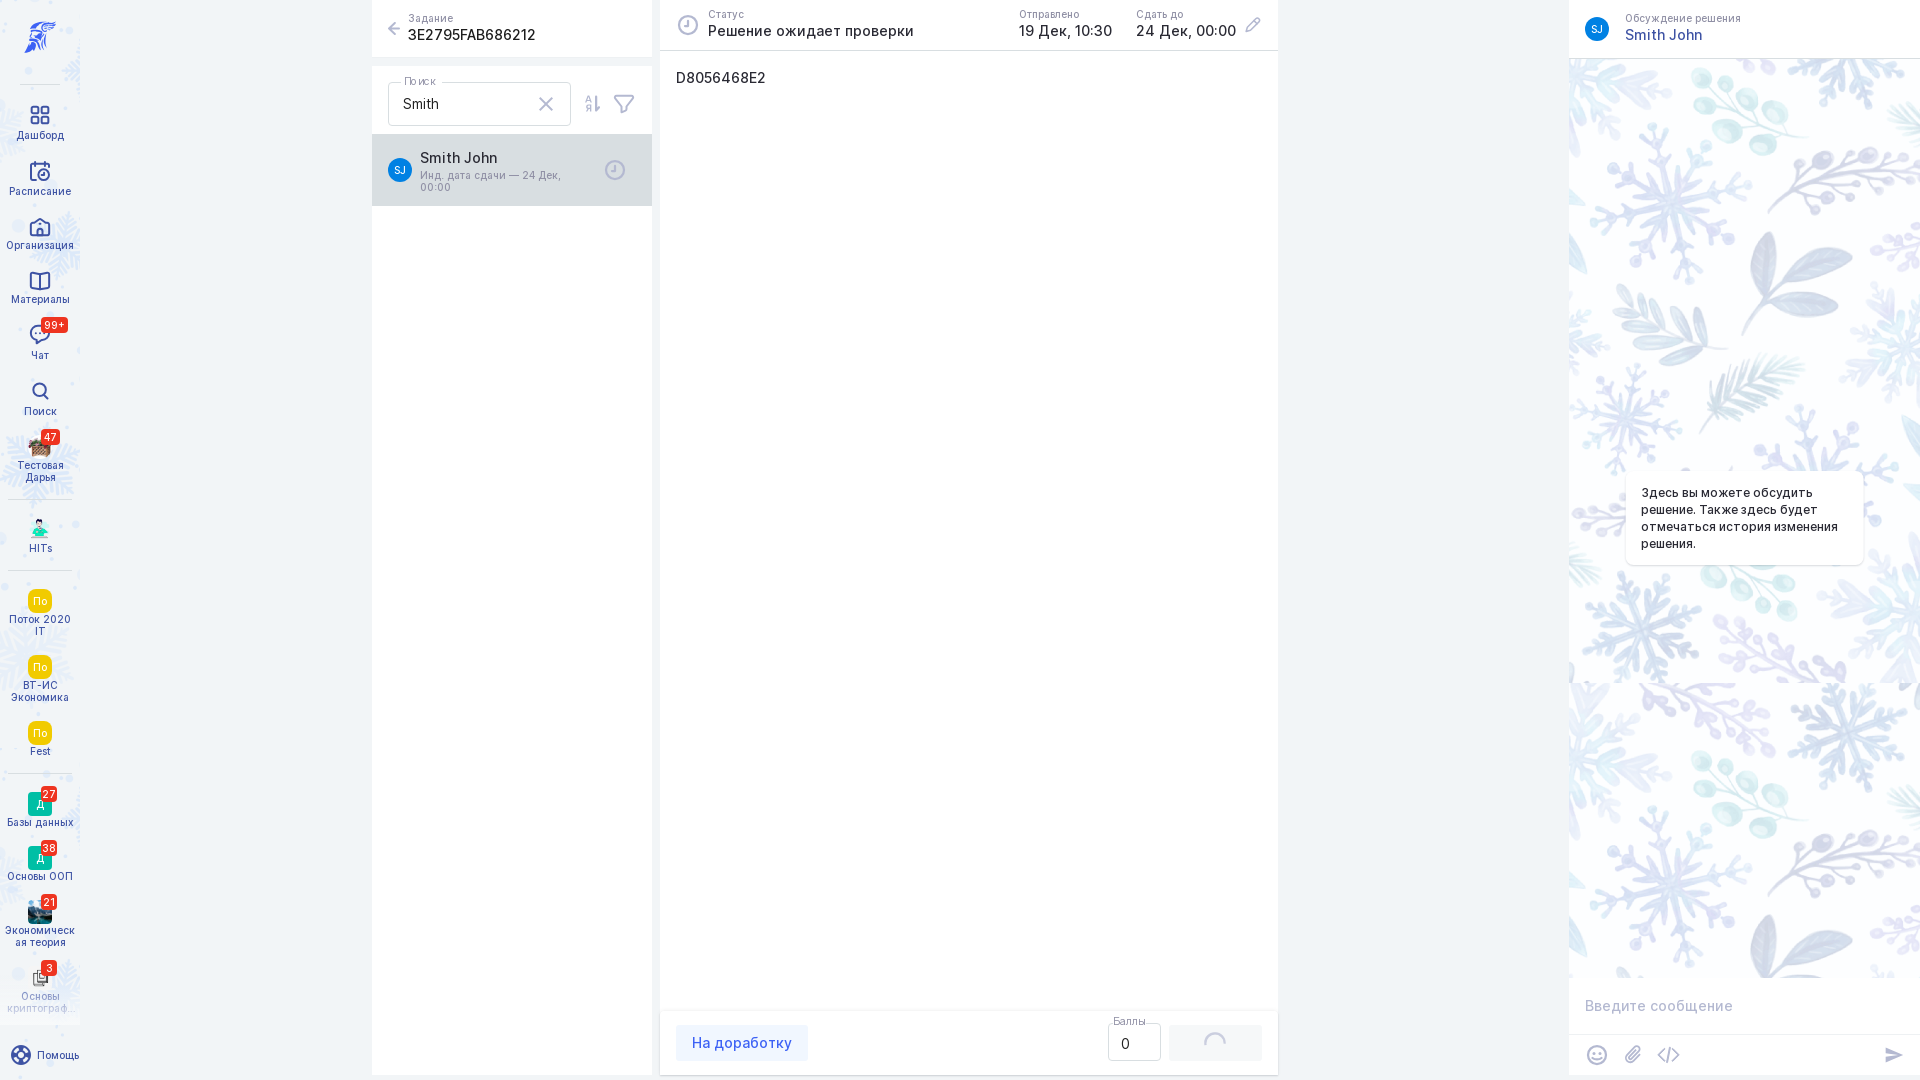 Дашборд
Расписание
Организация
Материалы
99+
Чат
Поиск
47
Тестовая
Дарья
HITs
По
Поток 2020
IT
По
ВТ-ИС
Экономика
По
Fest
27
Д
Базы данных
38
Д
Основы ООП
21
Экономическ
ая теория
3
Основы
криптограф...
Помощь
Задание
3E2795FAB686212
Поиск
Smith
АЯ
SJ
Smith John
Инд. дата сдачи — 24 Дек,
00:00
Статус
Решение ожидает проверки
Отправлено
19 Дек, 10:30
Сдать до
24 Дек, 00:00
D8056468E2
На доработку
Баллы
0
SJ
Обсуждение решения
Smith John
Здесь вы можете обсудить
решение. Также здесь будет
отмечаться история изменения
решения.
Введите сообщение